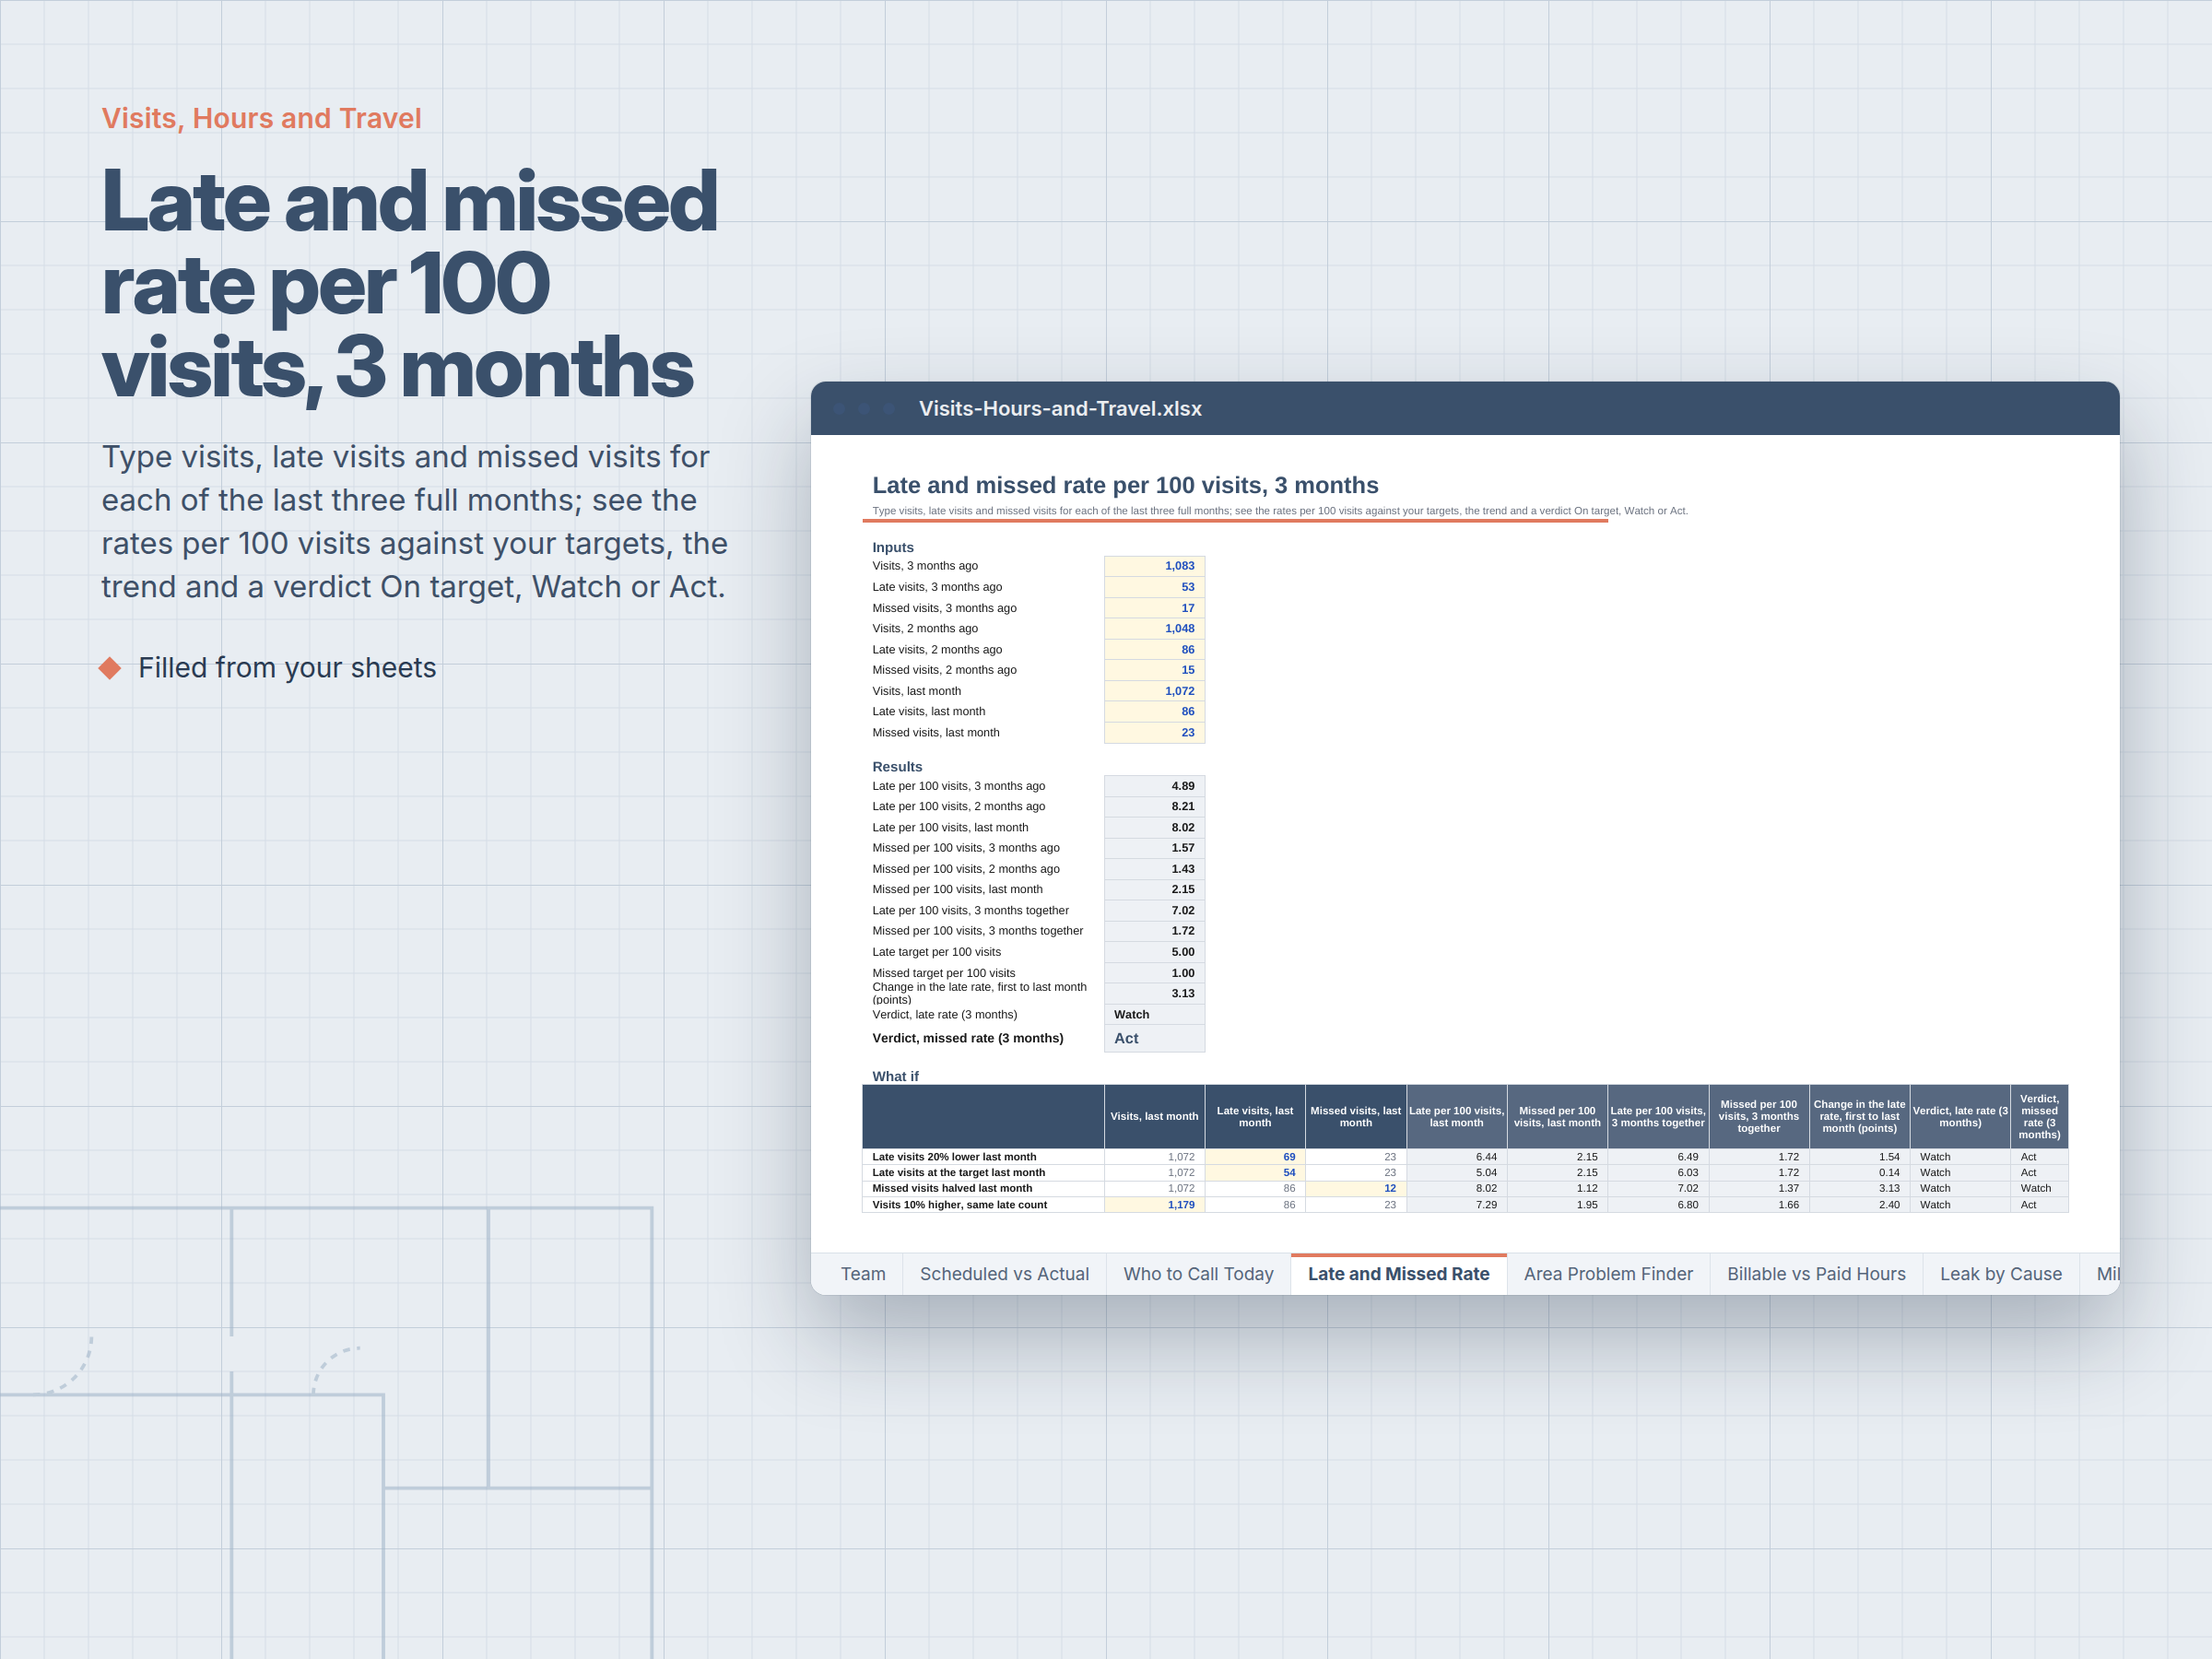 Visits, Hours and Travel
Late and missed
rate per 100
visits, 3 months
Type visits, late visits and missed visits for
each of the last three full months; see the
rates per 100 visits against your targets, the
trend and a verdict On target, Watch or Act.
Filled from your sheets
Visits-Hours-and-Travel.xlsx
Late and missed rate per 100 visits, 3 months
Type visits, late visits and missed visits for each of the last three full months; see the rates per 100 visits against your targets, the trend and a verdict On target, Watch or Act.
Inputs
Visits, 3 months ago 1,083
Late visits, 3 months ago 53
Missed visits, 3 months ago 17
Visits, 2 months ago 1,048
Late visits, 2 months ago 86
Missed visits, 2 months ago 15
Visits, last month 1,072
Late visits, last month 86
Missed visits, last month 23
Results
Late per 100 visits, 3 months ago 4.89
Late per 100 visits, 2 months ago 8.21
Late per 100 visits, last month 8.02
Missed per 100 visits, 3 months ago 1.57
Missed per 100 visits, 2 months ago 1.43
Missed per 100 visits, last month 2.15
Late per 100 visits, 3 months together 7.02
Missed per 100 visits, 3 months together 1.72
Late target per 100 visits 5.00
Missed target per 100 visits 1.00
Change in the late rate, first to last month (points) 3.13
Verdict, late rate (3 months) Watch
Verdict, missed rate (3 months) Act
What if
Visits, last month | Late visits, last month | Missed visits, last month | Late per 100 visits, last month | Missed per 100 visits, last month | Late per 100 visits, 3 months together | Missed per 100 visits, 3 months together | Change in the late rate, first to last month (points) | Verdict, late rate (3 months) | Verdict, missed rate (3 months)
Late visits 20% lower last month 1,072 69 23 6.44 2.15 6.49 1.72 1.54 Watch Act
Late visits at the target last month 1,072 54 23 5.04 2.15 6.03 1.72 0.14 Watch Act
Missed visits halved last month 1,072 86 12 8.02 1.12 7.02 1.37 3.13 Watch Watch
Visits 10% higher, same late count 1,179 86 23 7.29 1.95 6.80 1.66 2.40 Watch Act
Team Scheduled vs Actual Who to Call Today Late and Missed Rate Area Problem Finder Billable vs Paid Hours Leak by Cause